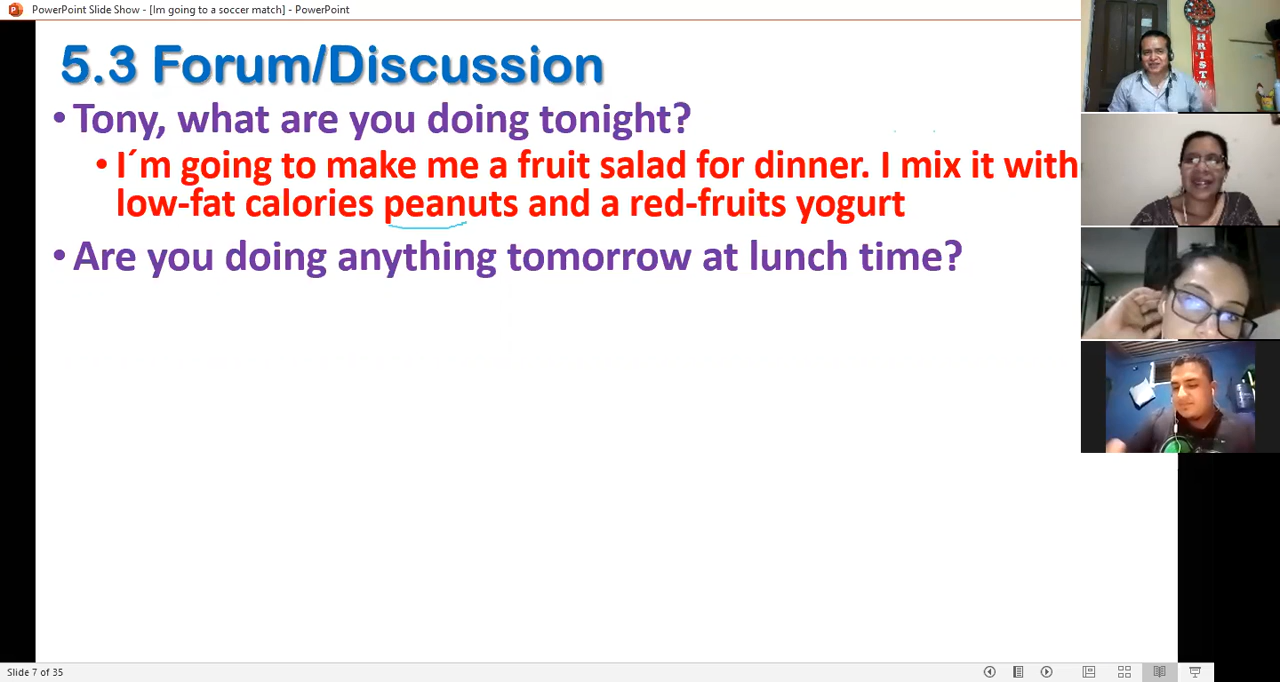 PowerPoint Slide Show - [Im going to a soccer match] - PowerPoint
5.3 Forum/Discussion
• Tony, what are you doing tonight?
• I´m going to make me a fruit salad for dinner. I mix it with
low-fat calories peanuts and a red-fruits yogurt
• Are you doing anything tomorrow at lunch time?
Slide 7 of 35